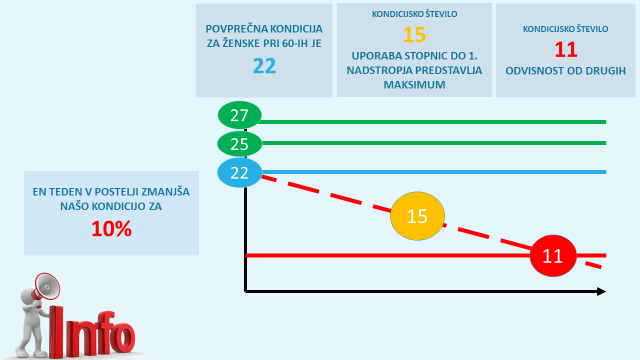 POVPREČNA KONDICIJA
ZA ŽENSKE PRI 60-IH JE
22
KONDICIJSKO ŠTEVILO
15
UPORABA STOPNIC DO 1.
NADSTROPJA PREDSTAVLJA
MAKSIMUM
KONDICIJSKO ŠTEVILO
11
ODVISNOST OD DRUGIH
27
25
22
15
11
EN TEDEN V POSTELJI ZMANJŠA
NAŠO KONDICIJO ZA
10%
Info